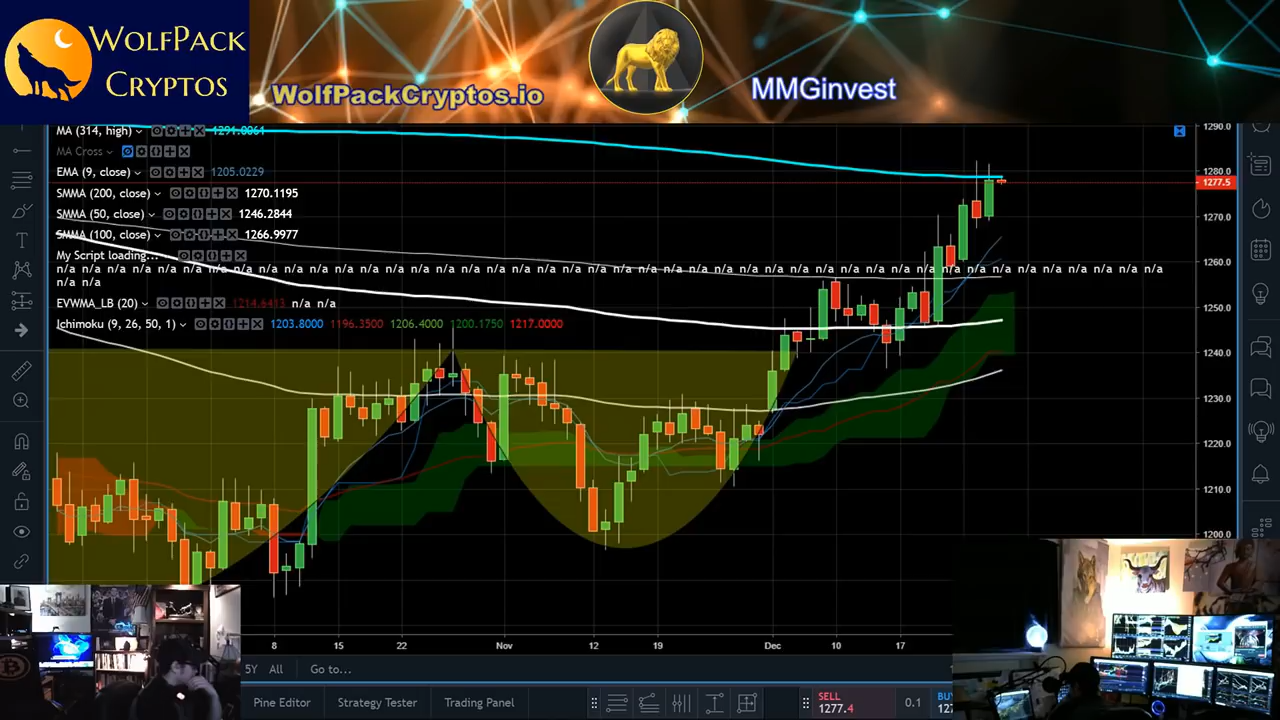 WOLFPACK
CRYPTOS
WolfPackCryptos.io
MMGinvest
MA (314, high) 1291.0061
MA Cross
EMA (9, close) 1205.0229
SMMA (200, close) 1270.1195
SMMA (50, close) 1246.2844
SMMA (100, close) 1266.9977
My Script loading...
n/a n/a n/a n/a n/a n/a n/a n/a n/a n/a n/a n/a n/a n/a n/a n/a n/a n/a n/a n/a n/a n/a n/a n/a n/a n/a n/a n/a n/a n/a n/a n/a n/a n/a n/a n/a n/a n/a n/a n/a n/a n/a n/a n/a
n/a n/a
EVWMA_LB (20) 1214.6413 n/a n/a
Ichimoku (9, 26, 50, 1) 1203.8000 1196.3500 1206.4000 1200.1750 1217.0000
1290.0
1280.0
1277.5
1270.0
1260.0
1250.0
1240.0
1230.0
1220.0
1210.0
1200.0
8 15 22 Nov 12 19 Dec 10 17
5Y All Go to...
Pine Editor Strategy Tester Trading Panel
SELL
1277.4
0.1